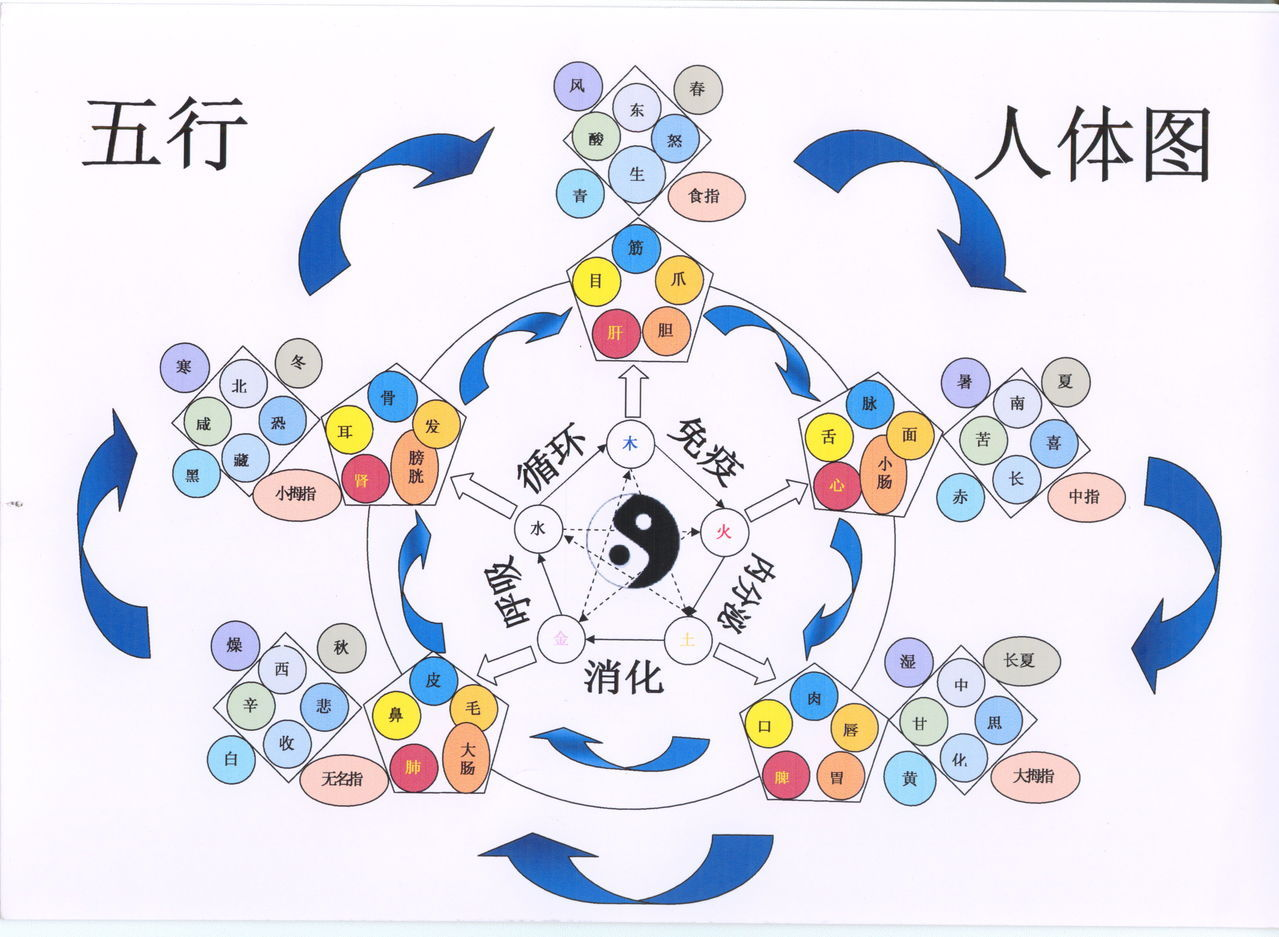 五行
人体图
风
春
东
酸
怒
生
青
食指
筋
目
爪
肝
胆
寒
冬
北
咸
恐
藏
黑
小拇指
骨
耳
发
肾
膀胱
脉
舌
面
心
小肠
暑
夏
南
苦
喜
长
赤
中指
循环
免疫
木
水
火
呼吸
内分泌
金
土
消化
燥
秋
西
辛
悲
收
白
无名指
皮
鼻
毛
肺
大肠
肉
口
唇
脾
胃
湿
长夏
中
甘
思
化
黄
大拇指